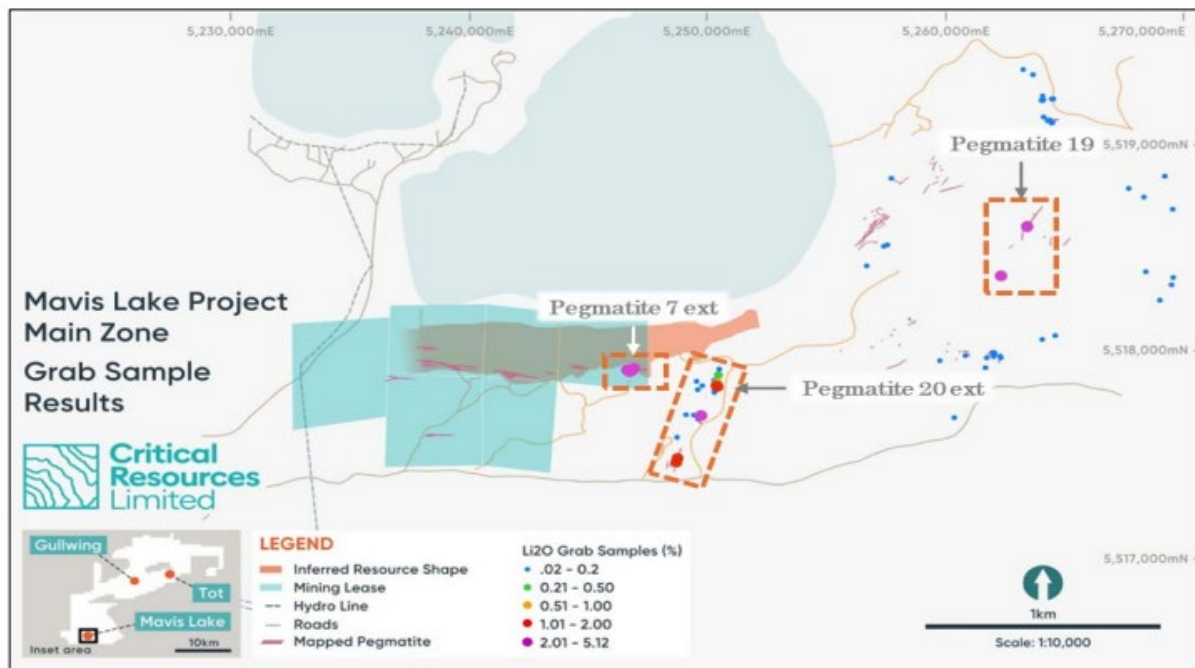 5,230,000mE
5,240,000mE
5,250,000mE
5,260,000mE
5,270,000mE
Pegmatite 19
5,519,000mN
Mavis Lake Project
Main Zone
Grab Sample
Results
Pegmatite 7 ext
5,518,000mN
Pegmatite 20 ext
Critical
Resources
Limited
5,517,000mN
Gullwing
Tot
Mavis Lake
Inset area
10km
LEGEND
Inferred Resource Shape
Mining Lease
Hydro Line
Roads
Mapped Pegmatite
Li2O Grab Samples (%)
.02 - 0.2
0.21 - 0.50
0.51 - 1.00
1.01 - 2.00
2.01 - 5.12
1km
Scale: 1:10,000